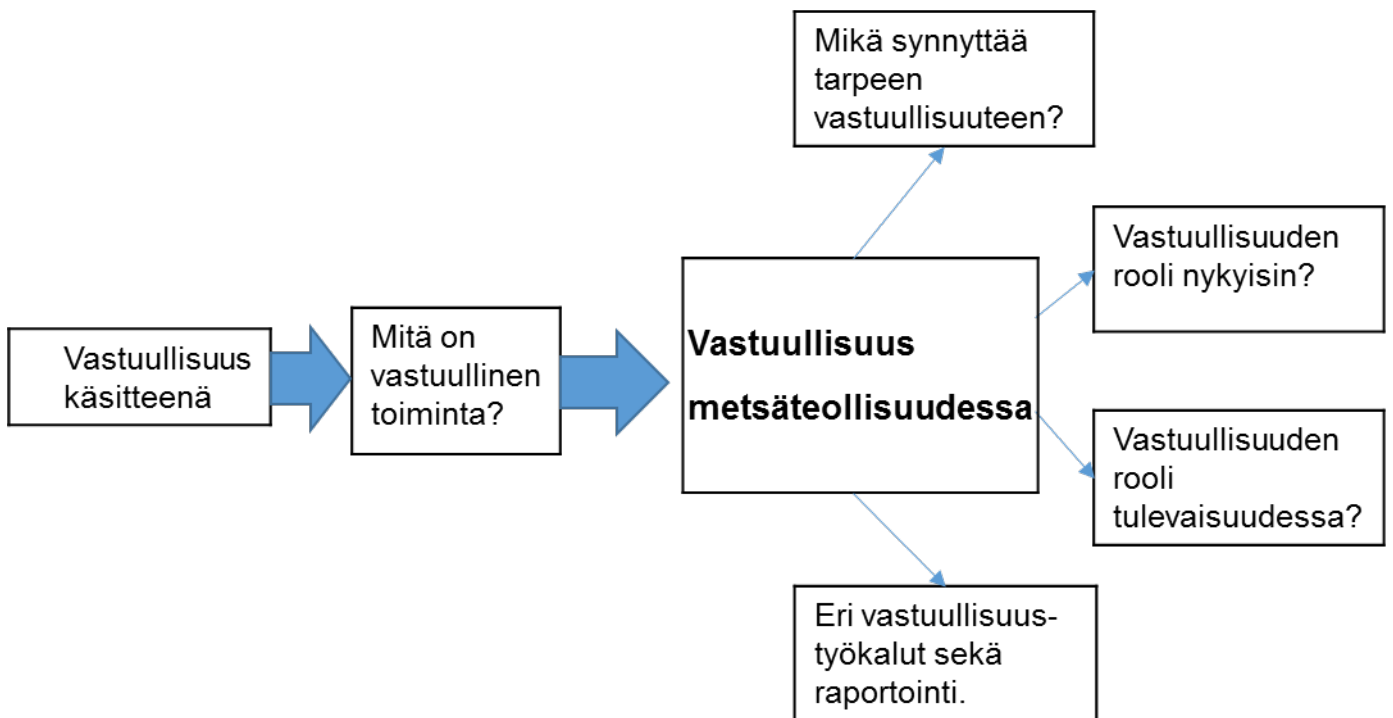 Mikä synnyttää
tarpeen
vastuullisuuteen?
Vastuullisuuden
rooli nykyisin?
Vastuullisuus
käsitteenä
Mitä on
vastuullinen
toiminta?
Vastuullisuus
metsäteollisuudessa
Vastuullisuuden
rooli
tulevaisuudessa?
Eri vastuullisuus-
työkalut sekä
raportointi.